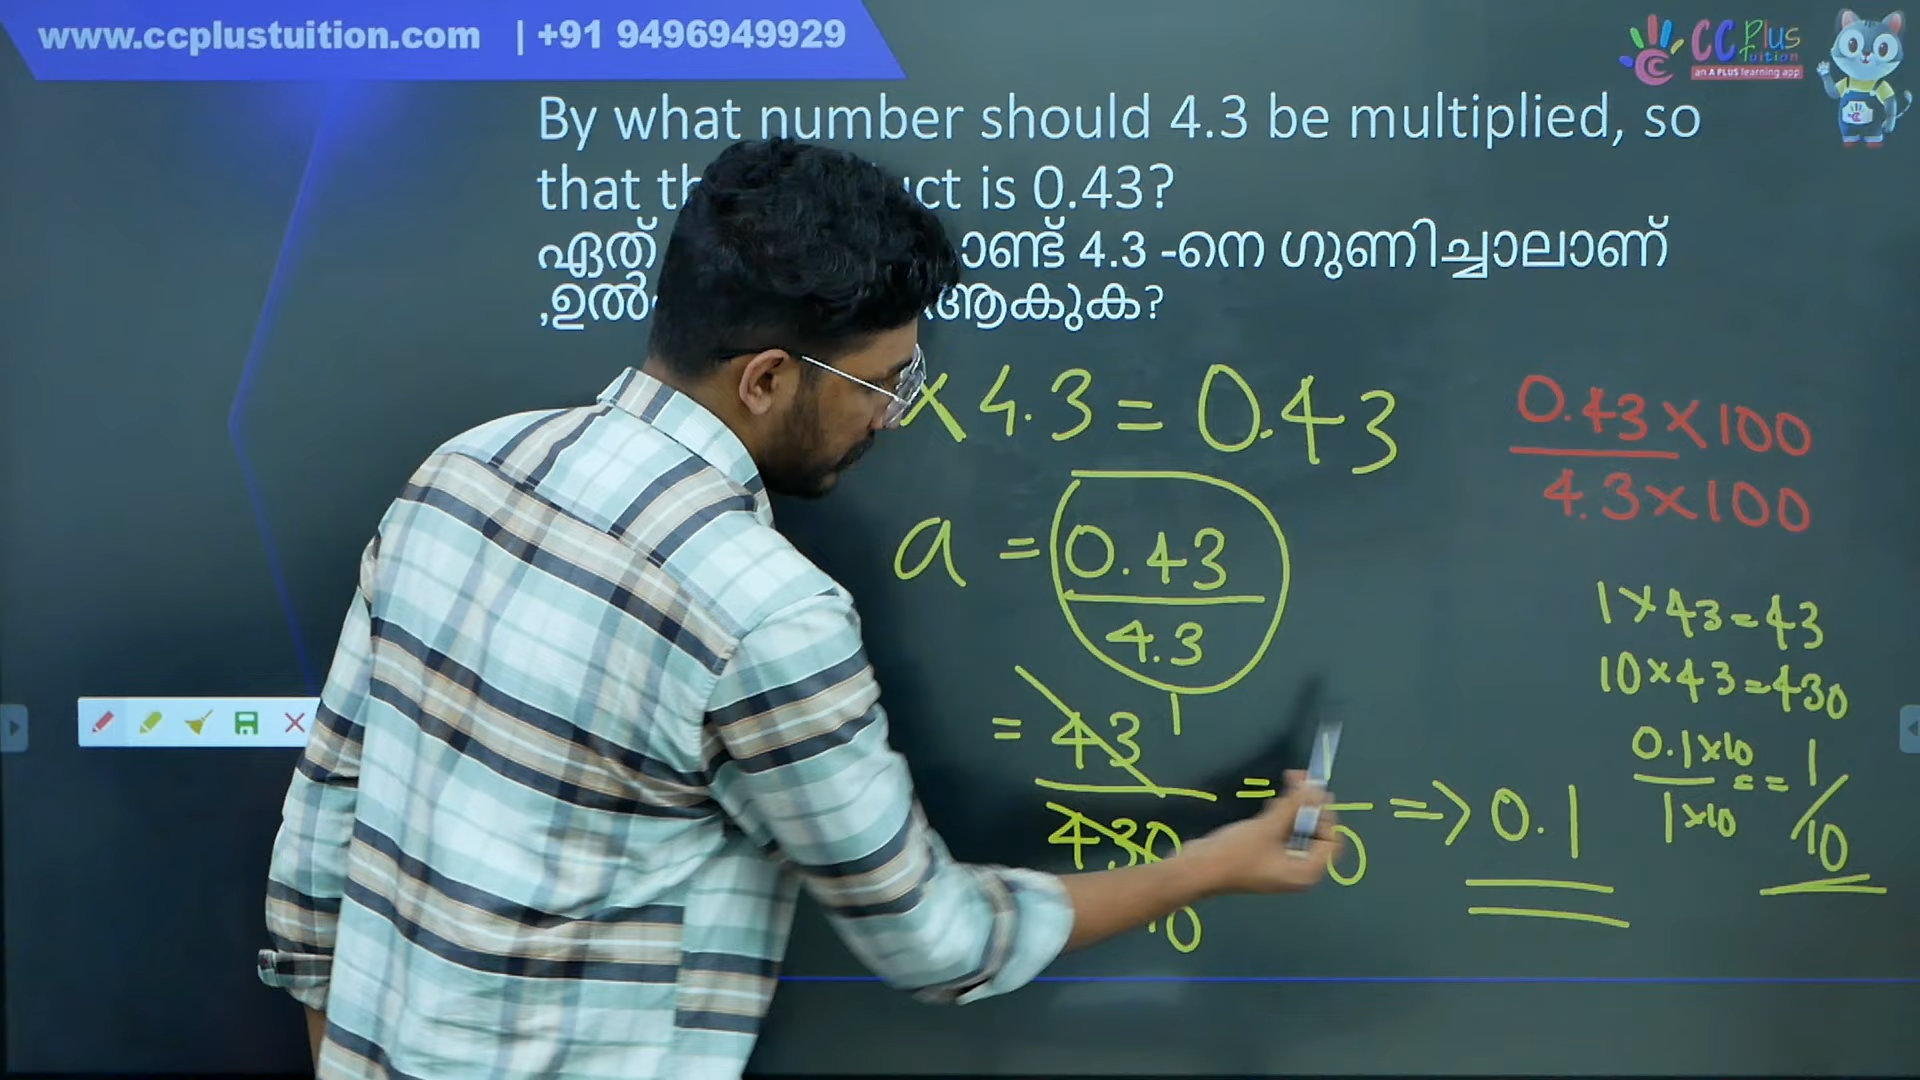 www.ccplustuition.com | +91 9496949929
CC Plus
Tuition
an A PLUS learning app
By what number should 4.3 be multiplied, so
that is 0.43?
ഏത് 4.3 -നെ ഗുണിച്ചാലാണ്
ആകുക?
× 4.3 = 0.43
0.43 × 100
4.3 × 100
a = 0.43
4.3
1 × 43 = 43
10 × 43 = 430
= 43 1
430
10
=
0
=> 0.1
0.1 × 10
1 × 10
= = 1/10